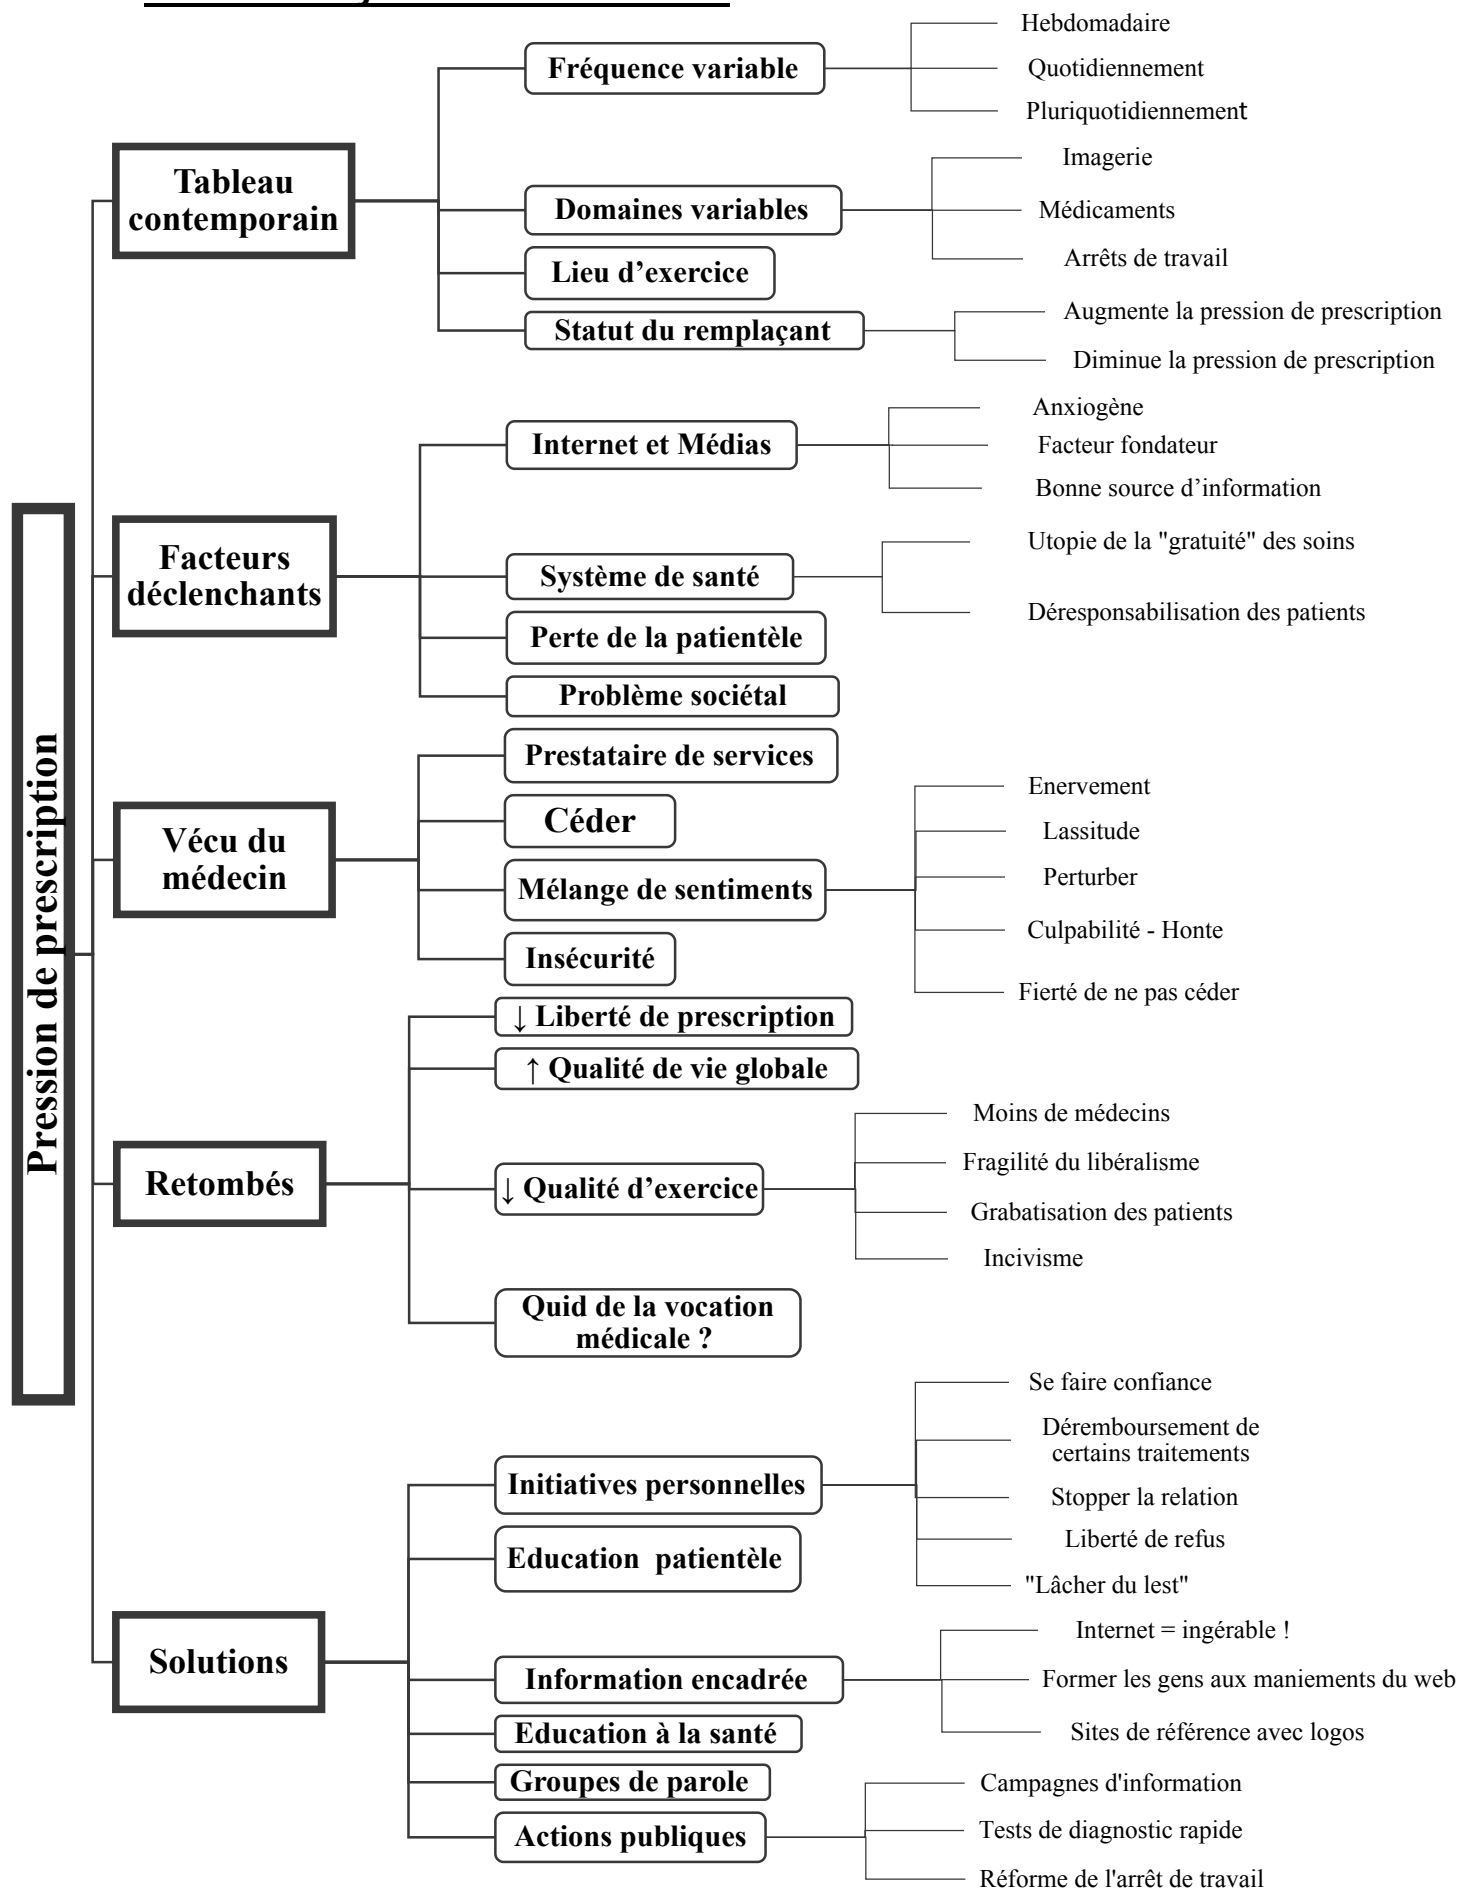 Pression de prescription
Tableau
contemporain
Fréquence variable
Hebdomadaire
Quotidiennement
Pluriquotidiennement
Domaines variables
Imagerie
Médicaments
Arrêts de travail
Lieu d’exercice
Statut du remplaçant
Augmente la pression de prescription
Diminue la pression de prescription
Facteurs
déclenchants
Internet et Médias
Anxiogène
Facteur fondateur
Bonne source d’information
Système de santé
Utopie de la "gratuité" des soins
Déresponsabilisation des patients
Perte de la patientèle
Problème sociétal
Vécu du
médecin
Prestataire de services
Céder
Mélange de sentiments
Enervement
Lassitude
Perturber
Culpabilité - Honte
Fierté de ne pas céder
Insécurité
Retombés
↓ Liberté de prescription
↑ Qualité de vie globale
↓ Qualité d’exercice
Moins de médecins
Fragilité du libéralisme
Grabatisation des patients
Incivisme
Quid de la vocation
médicale ?
Solutions
Initiatives personnelles
Se faire confiance
Déremboursement de
certains traitements
Stopper la relation
Liberté de refus
"Lâcher du lest"
Education  patientèle
Information encadrée
Internet = ingérable !
Former les gens aux maniements du web
Sites de référence avec logos
Education à la santé
Groupes de parole
Actions publiques
Campagnes d'information
Tests de diagnostic rapide
Réforme de l'arrêt de travail